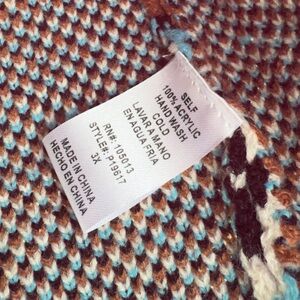 SELF
100% ACRYLIC
HAND WASH
COLD
LAVAR A MANO
EN AGUA FRIA
RN#: 105013
STYLE#: P19617
3X
MADE IN CHINA
HECHO EN CHINA